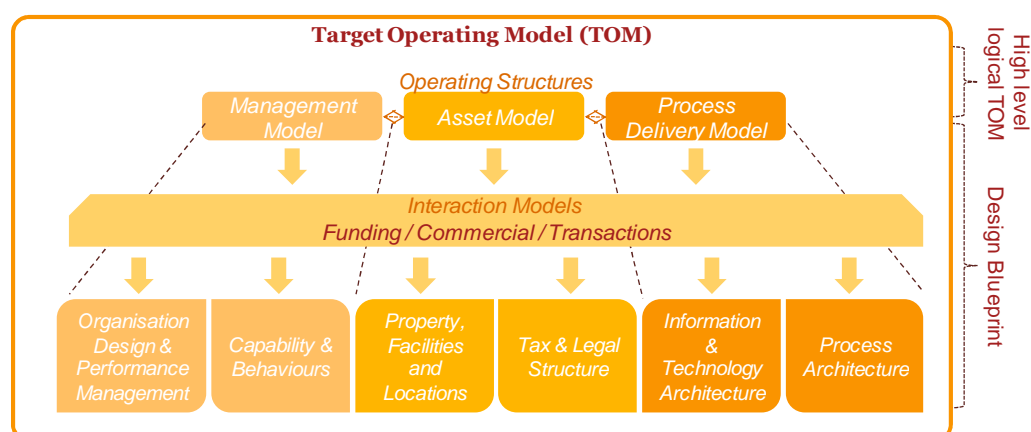 Target Operating Model (TOM)
Operating Structures
Management
Model
Asset Model
Process
Delivery Model
Interaction Models
Funding / Commercial / Transactions
Organisation
Design &
Performance
Management
Capability &
Behaviours
Property,
Facilities
and
Locations
Tax & Legal
Structure
Information
&
Technology
Architecture
Process
Architecture
High level
logical TOM
Design Blueprint